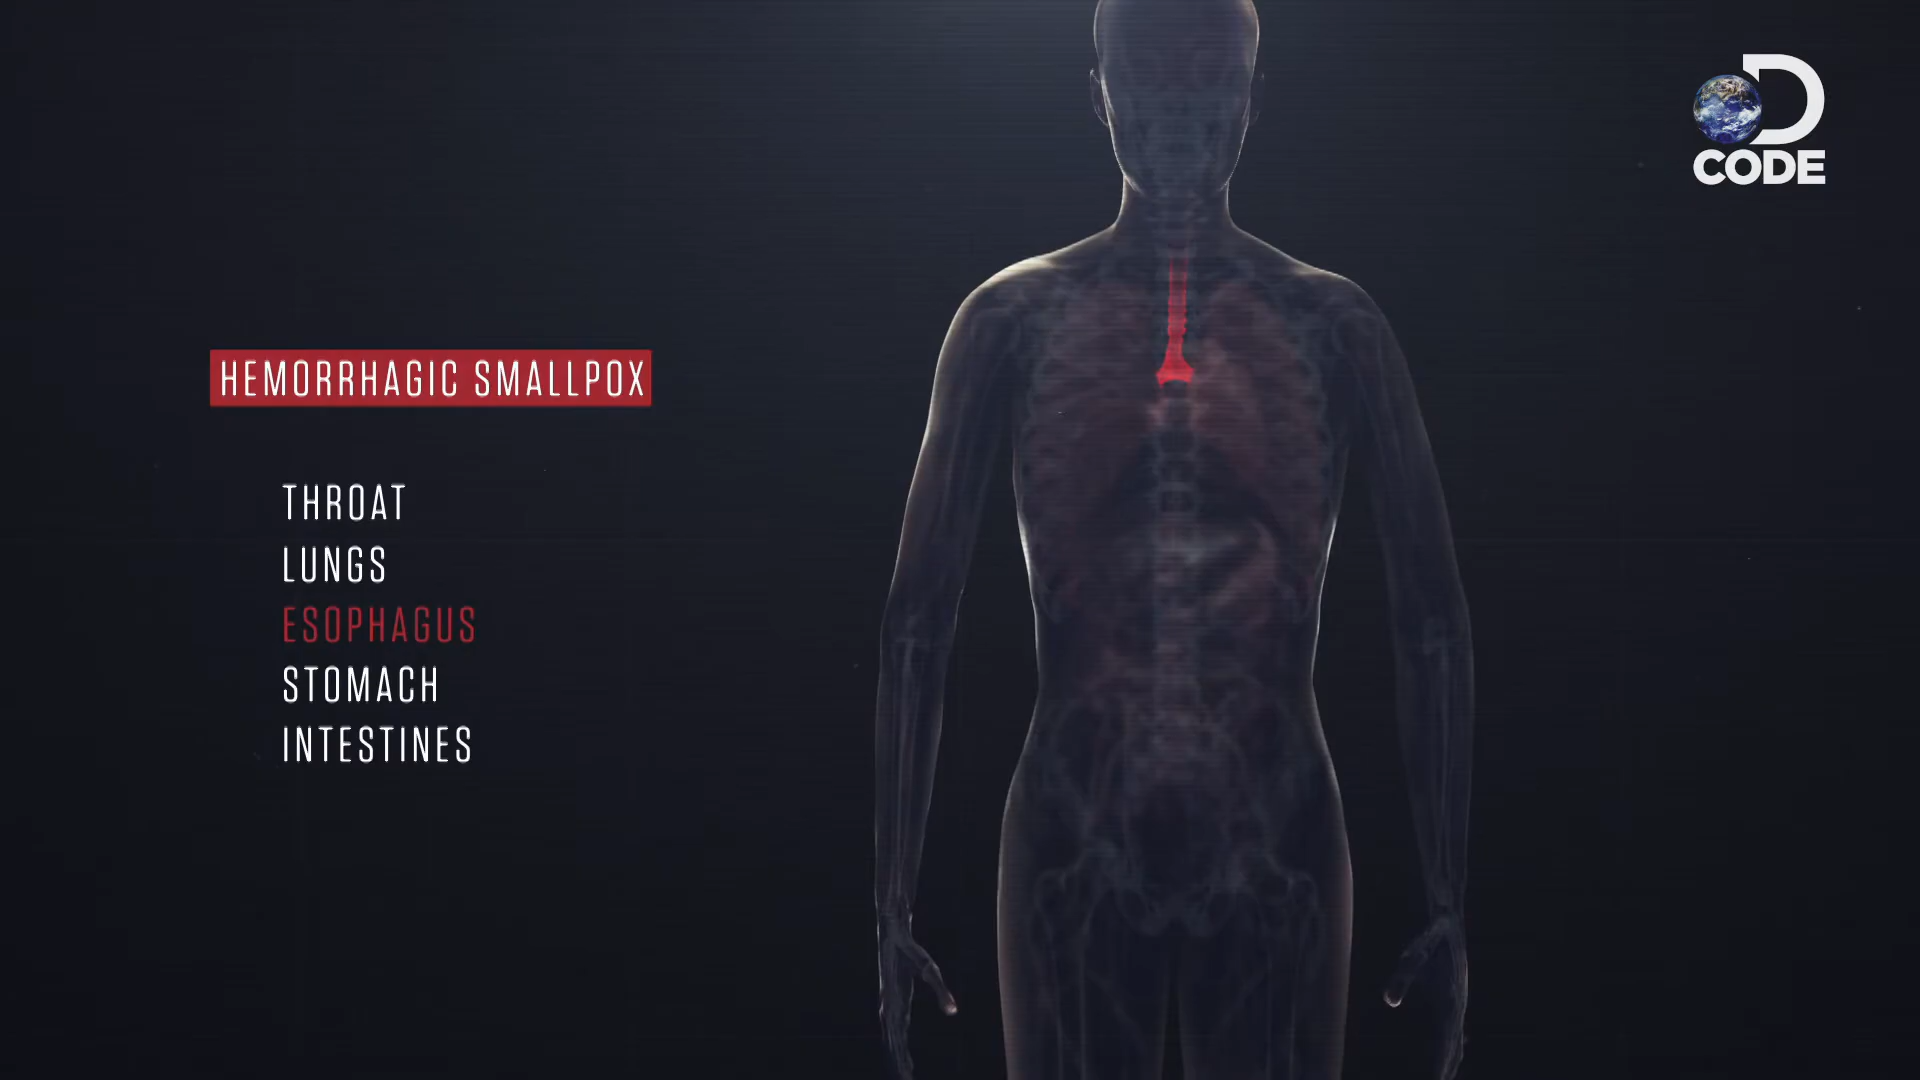 HEMORRHAGIC SMALLPOX
THROAT
LUNGS
ESOPHAGUS
STOMACH
INTESTINES
D
CODE